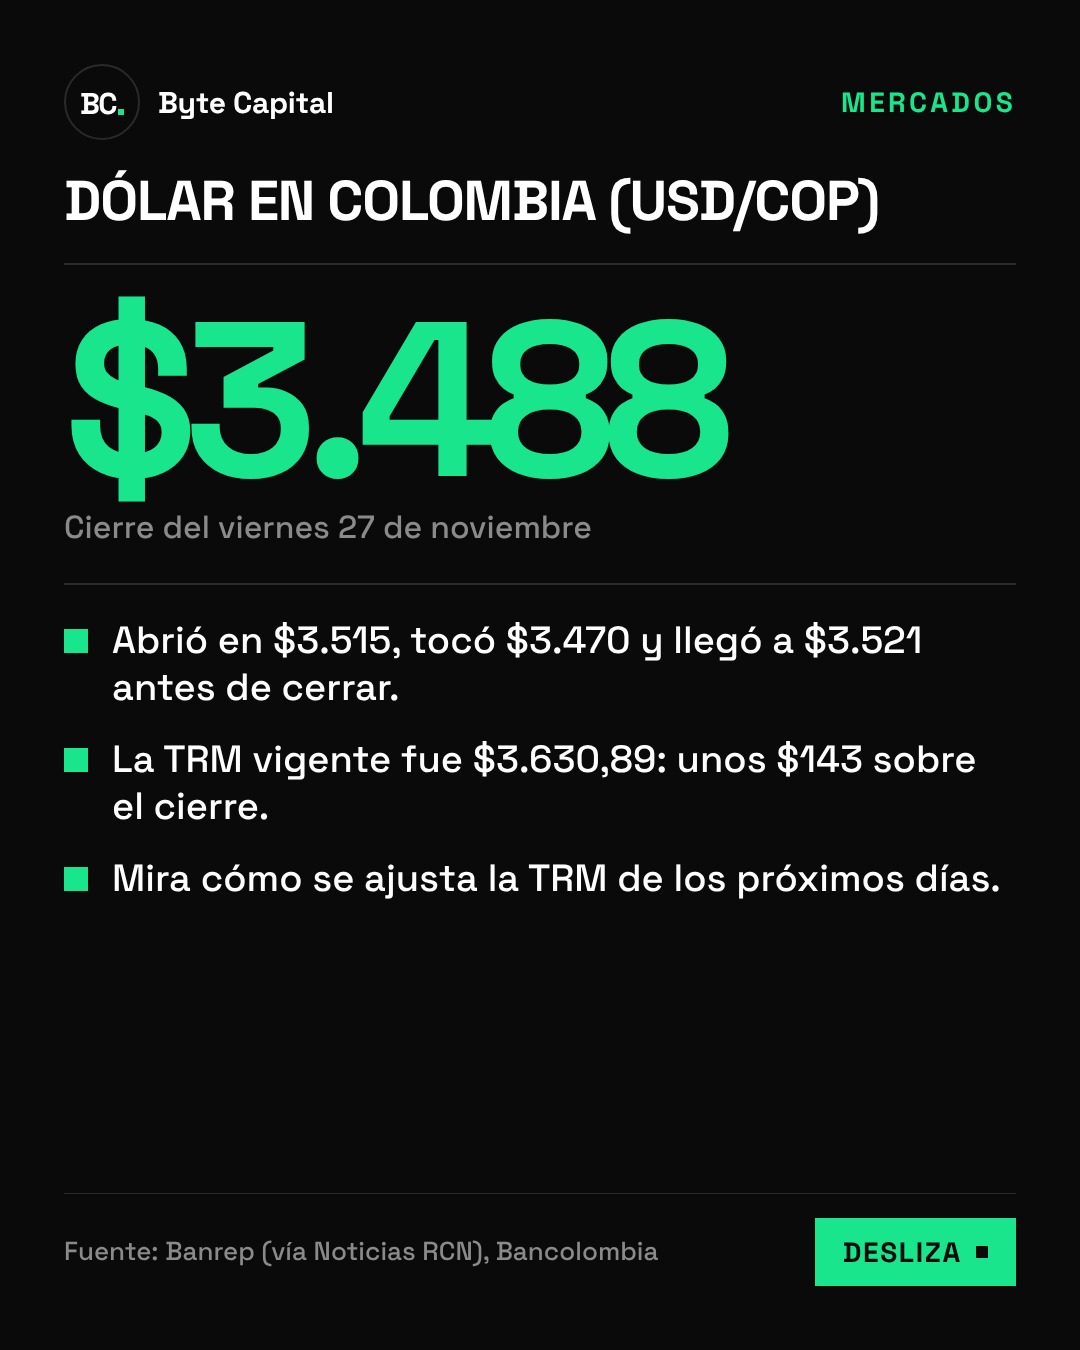 BC.
Byte Capital
MERCADOS
DÓLAR EN COLOMBIA (USD/COP)
$3.488
Cierre del viernes 27 de noviembre
Abrió en $3.515, tocó $3.470 y llegó a $3.521
antes de cerrar.
La TRM vigente fue $3.630,89: unos $143 sobre
el cierre.
Mira cómo se ajusta la TRM de los próximos días.
Fuente: Banrep (vía Noticias RCN), Bancolombia
DESLIZA